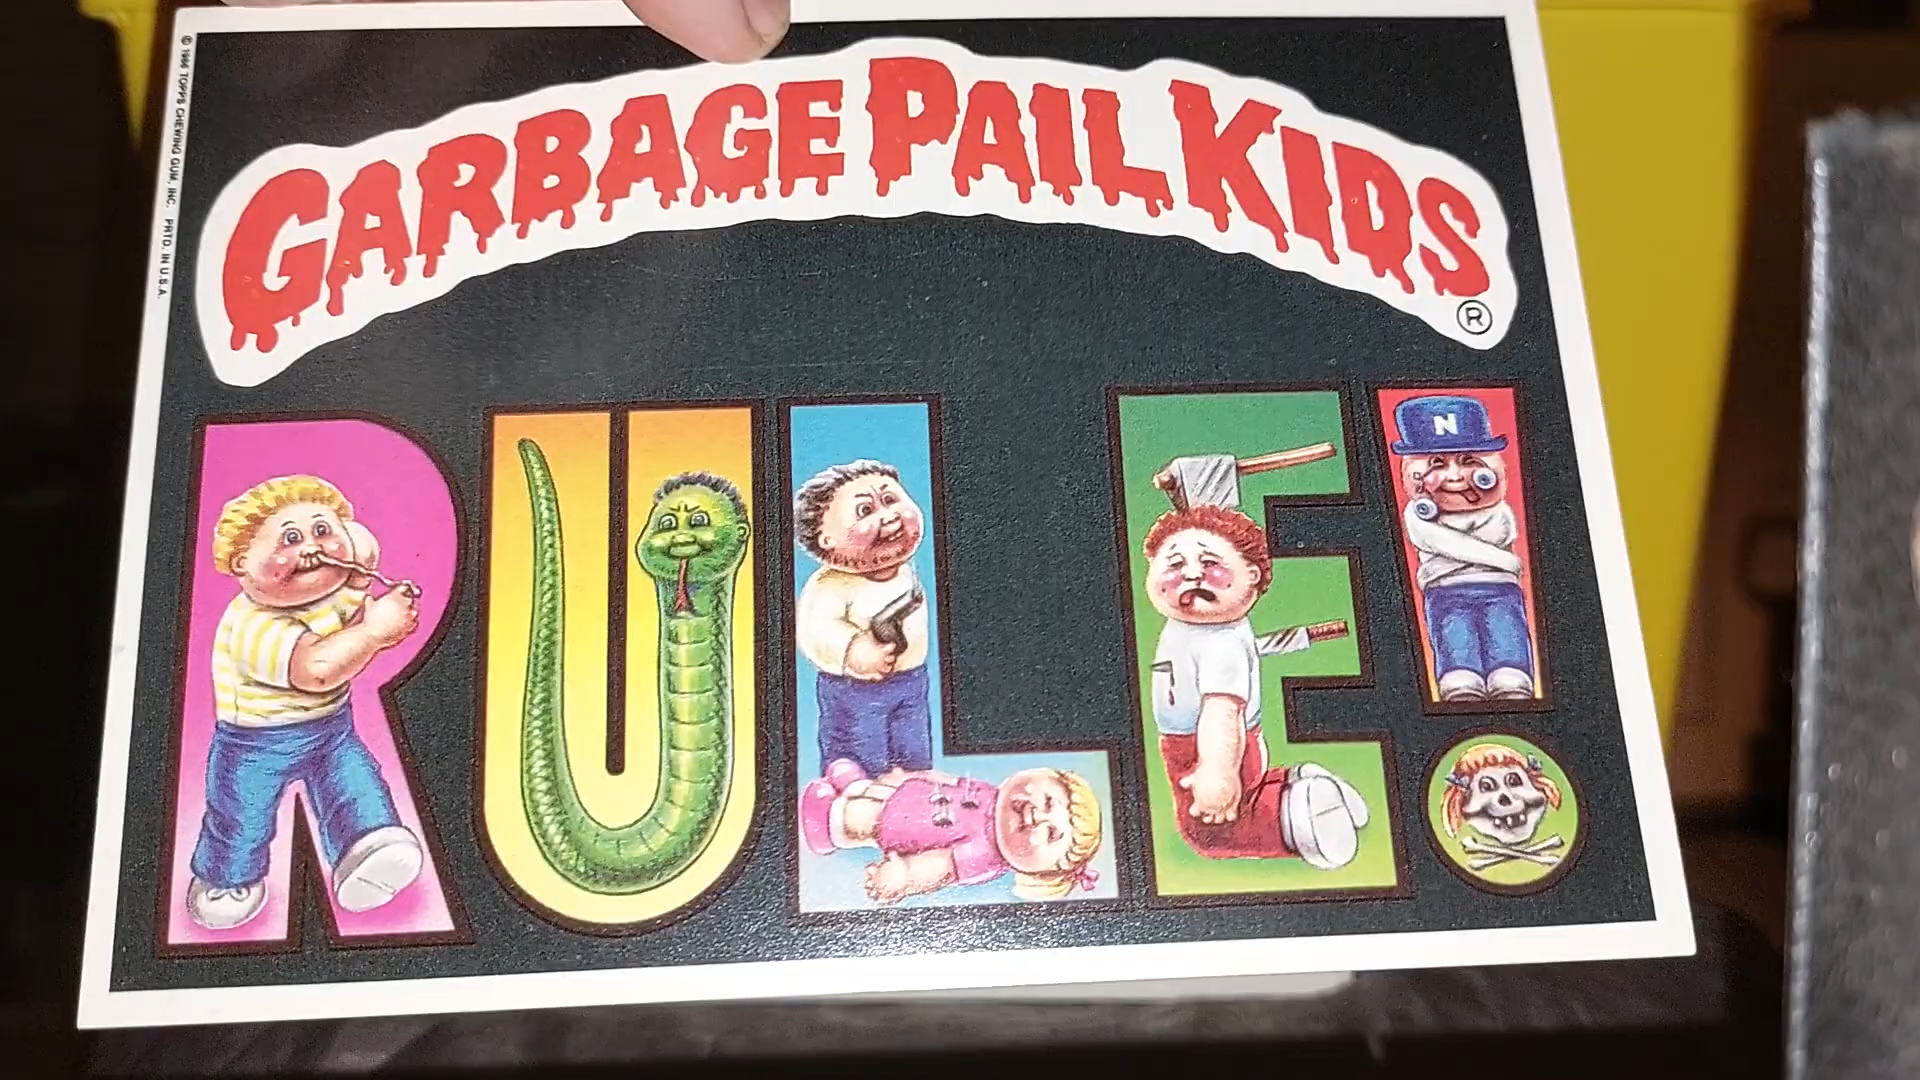 © 1986 TOPPS CHEWING GUM, INC. PRTD. IN U.S.A.
GARBAGE PAIL KIDS
®
RULE!
N